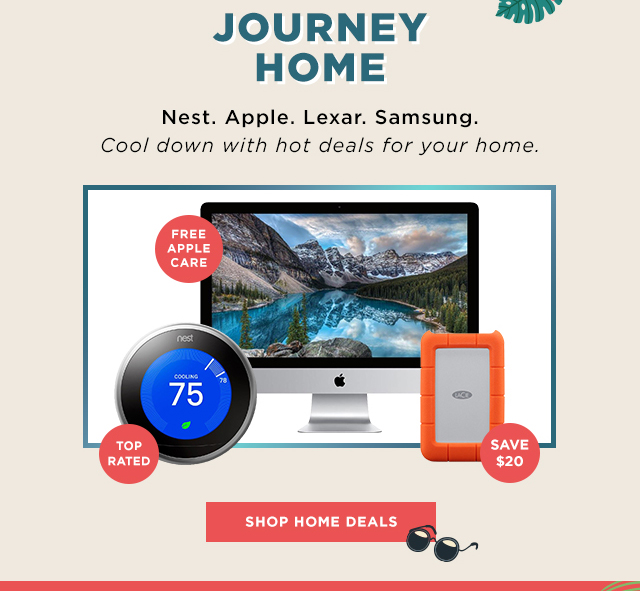 JOURNEY
HOME
Nest. Apple. Lexar. Samsung.
Cool down with hot deals for your home.
FREE
APPLE
CARE
nest
COOLING
75
78
LACIE
TOP
RATED
SAVE
$20
SHOP HOME DEALS